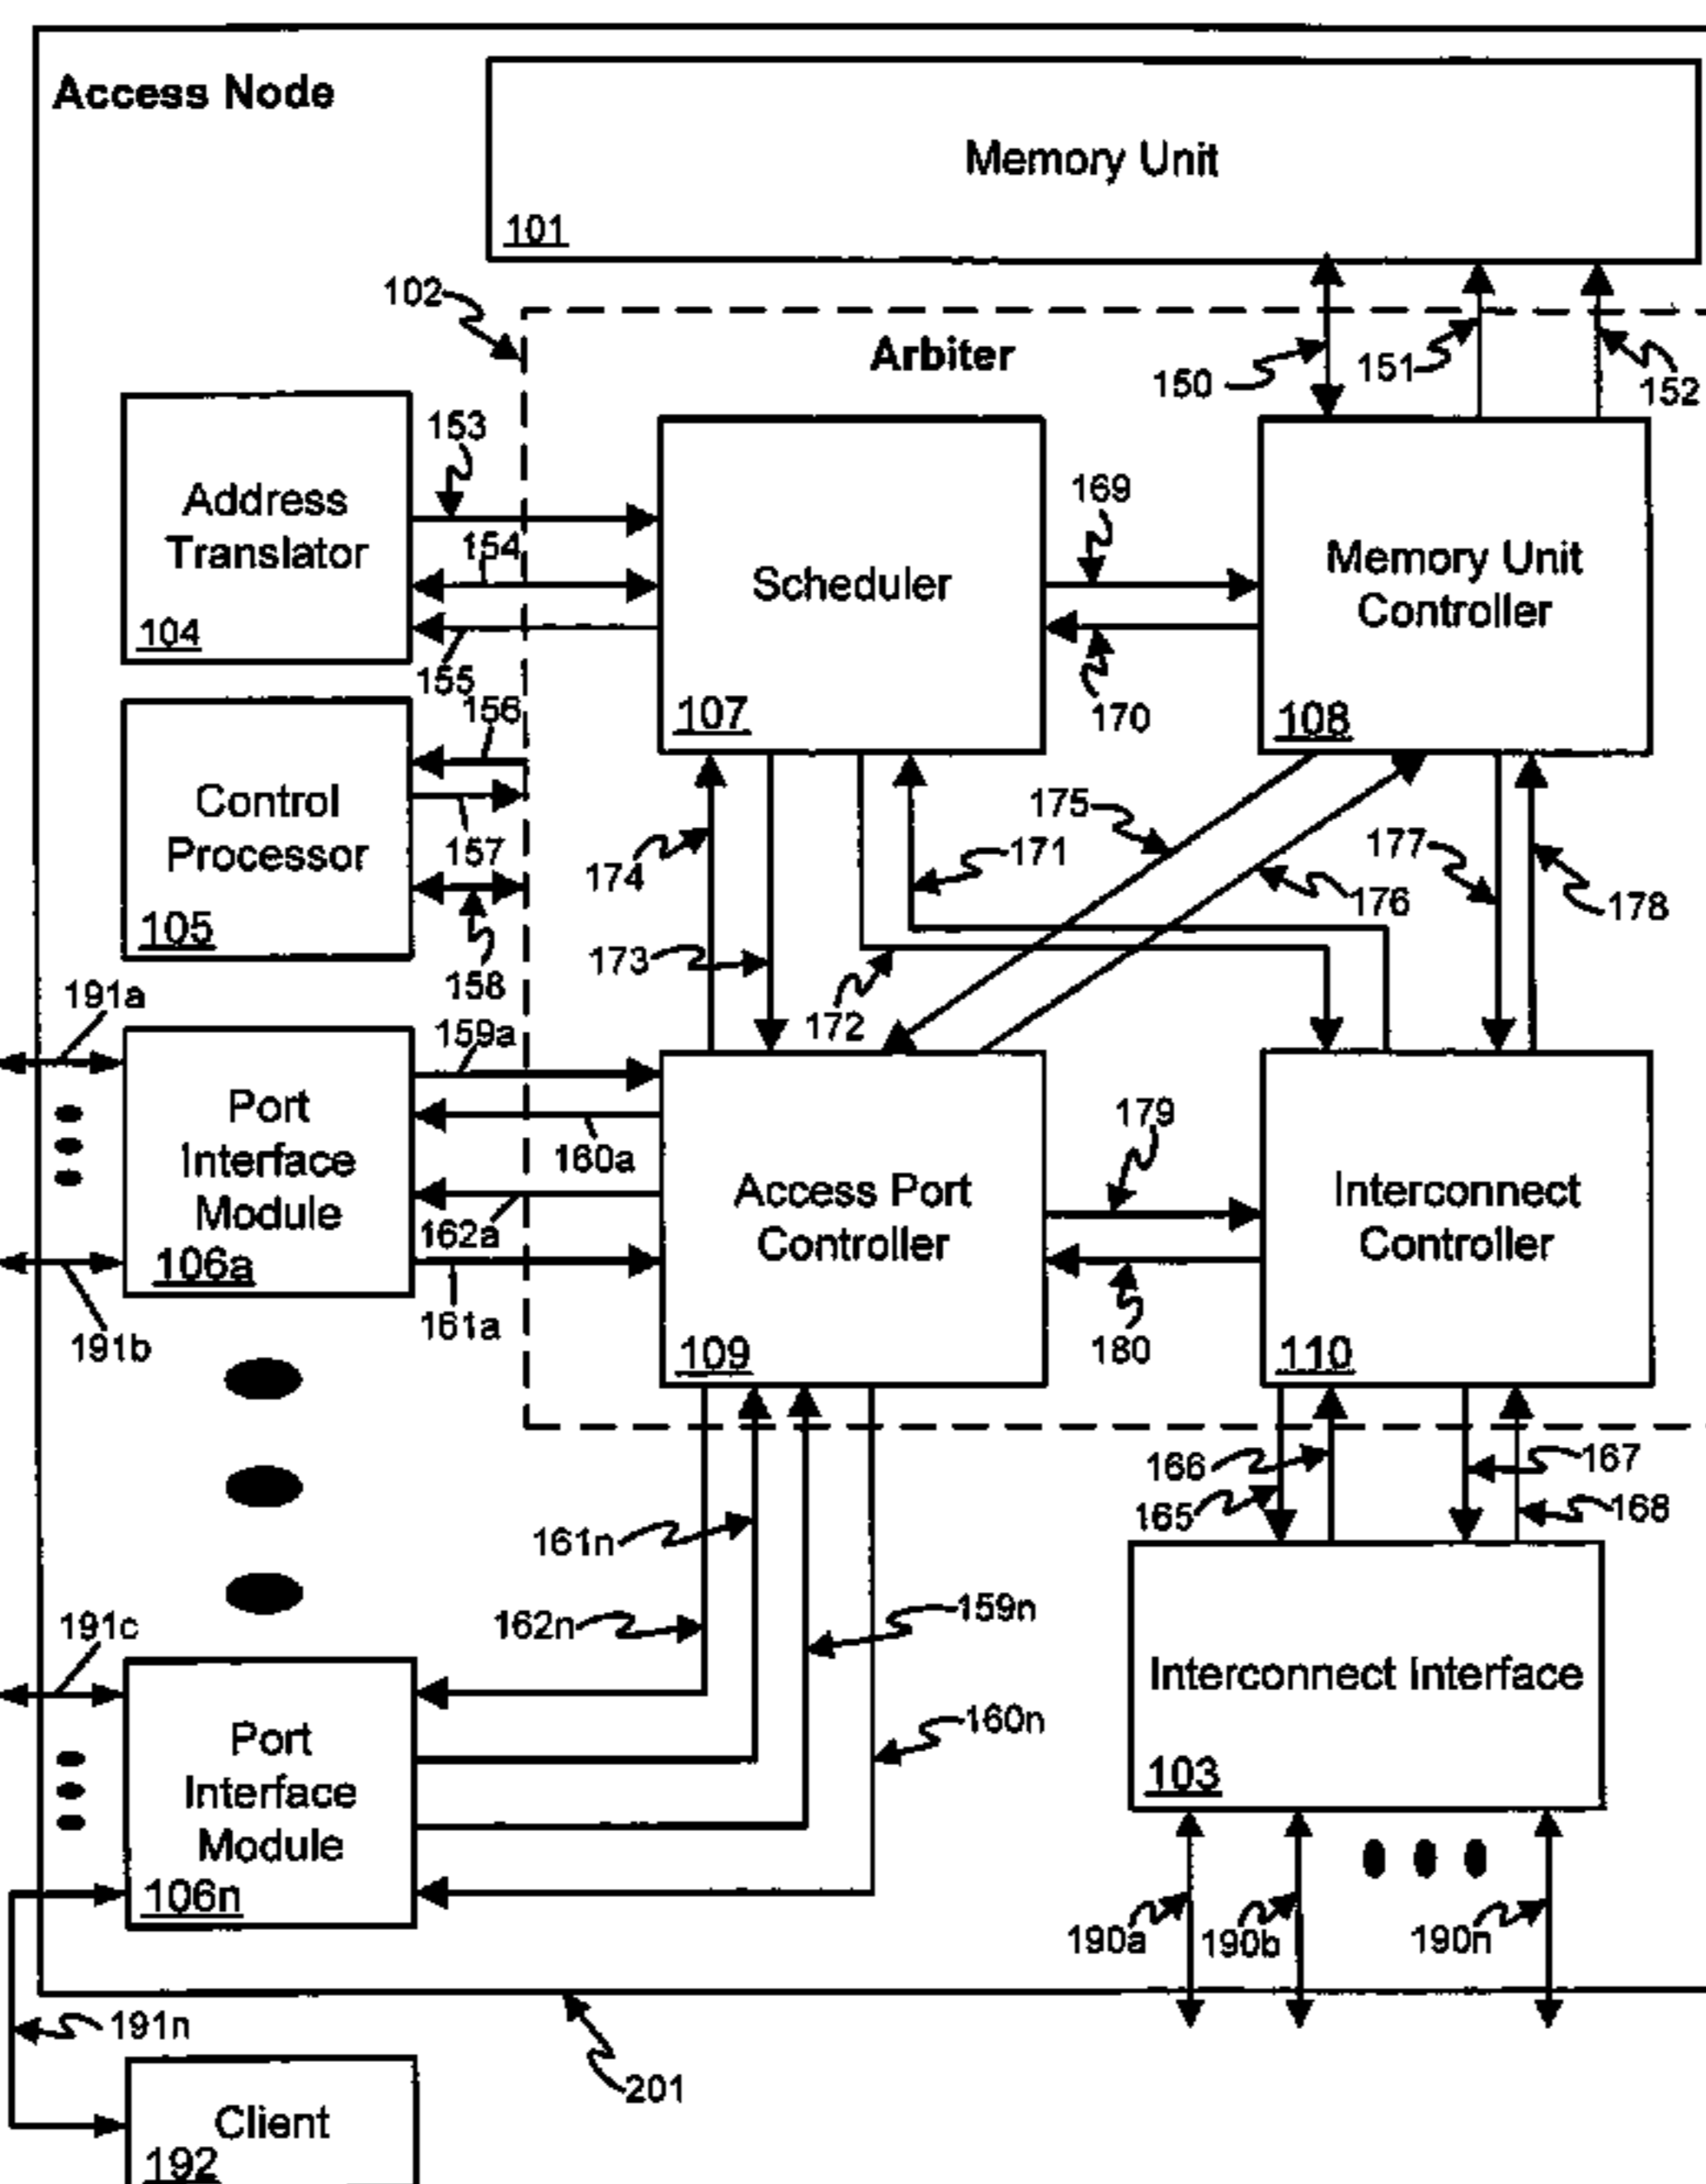 Access Node
Memory Unit
101
102
Arbiter
150
151
152
153
Address
Translator
104
154
155
Scheduler
107
169
170
Memory Unit
Controller
108
156
Control
Processor
105
157
158
174
173
175
171
172
176
177
178
191a
159a
Port
Interface
Module
106a
160a
162a
161a
191b
Access Port
Controller
109
179
180
Interconnect
Controller
110
166
165
167
168
161n
162n
159n
160n
191c
Port
Interface
Module
106n
Interconnect Interface
103
190a
190b
190n
191n
201
Client
192